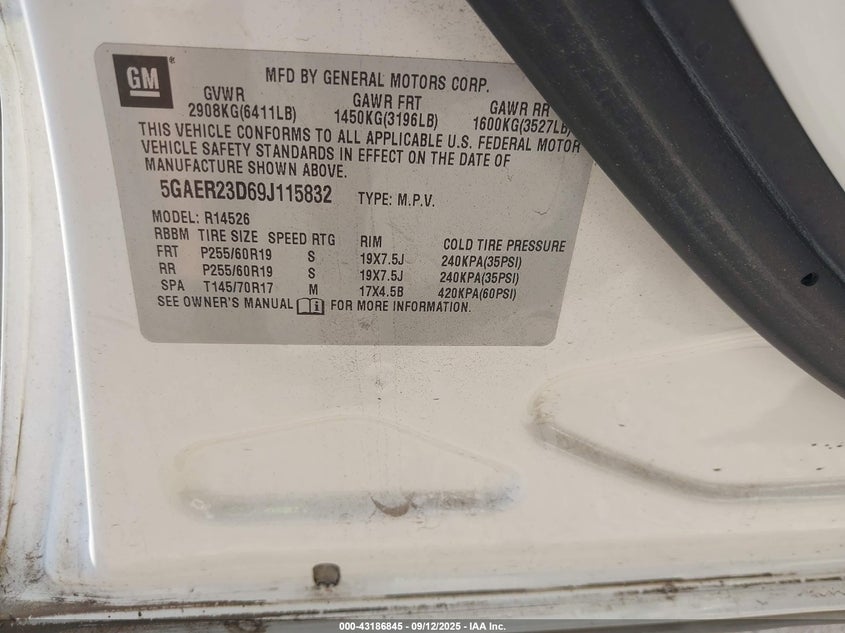 GM
MFD BY GENERAL MOTORS CORP.
GVWR GAWR FRT GAWR RR
2908KG(6411LB) 1450KG(3196LB) 1600KG(3527LB)
THIS VEHICLE CONFORMS TO ALL APPLICABLE U.S. FEDERAL MOTOR
VEHICLE SAFETY STANDARDS IN EFFECT ON THE DATE OF
MANUFACTURE SHOWN ABOVE.
5GAER23D69J115832 TYPE: M.P.V.
MODEL: R14526
RBBM TIRE SIZE SPEED RTG RIM COLD TIRE PRESSURE
FRT P255/60R19 S 19X7.5J 240KPA(35PSI)
RR P255/60R19 S 19X7.5J 240KPA(35PSI)
SPA T145/70R17 M 17X4.5B 420KPA(60PSI)
SEE OWNER'S MANUAL FOR MORE INFORMATION.
000-43186845 - 09/12/2025 - IAA Inc.